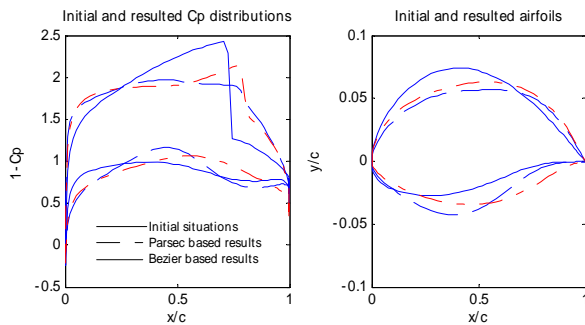 Initial and resulted Cp distributions
2.5
2
1.5
1
0.5
0
-0.5
1-Cp
Initial situations
Parsec based results
Bezier based results
0
0.5
1
x/c
Initial and resulted airfoils
0.1
0.05
0
-0.05
-0.1
y/c
0
0.5
1
x/c